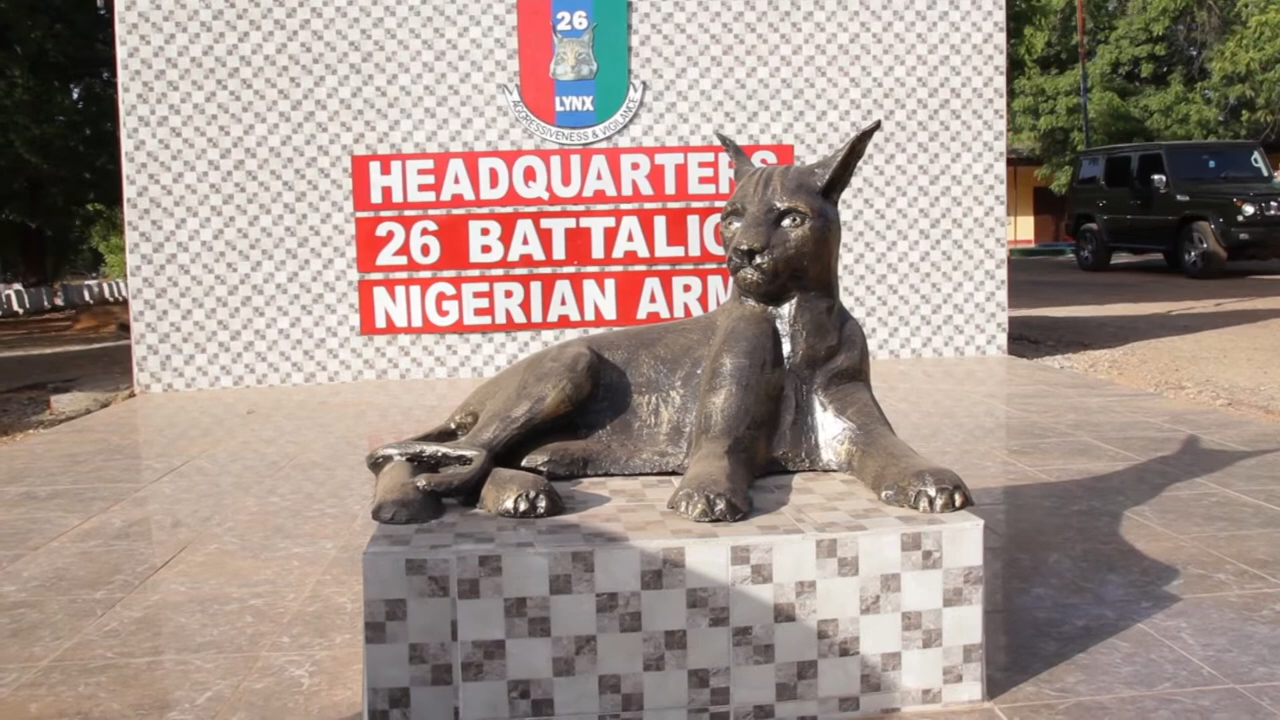 26
LYNX
AGGRESSIVENESS & VIGILANCE
HEADQUARTERS
26 BATTALIO
NIGERIAN ARM